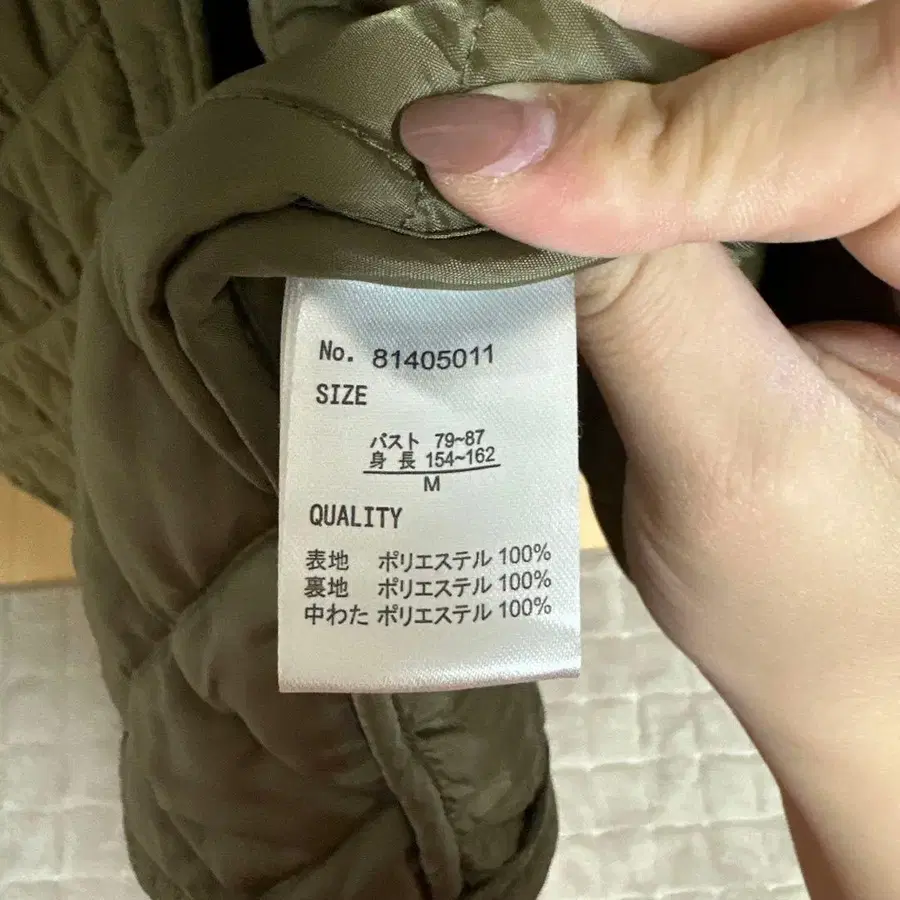 No. 81405011
SIZE
バスト 79~87
身長 154~162
M
QUALITY
表地 ポリエステル 100%
裏地 ポリエステル 100%
中わた ポリエステル 100%